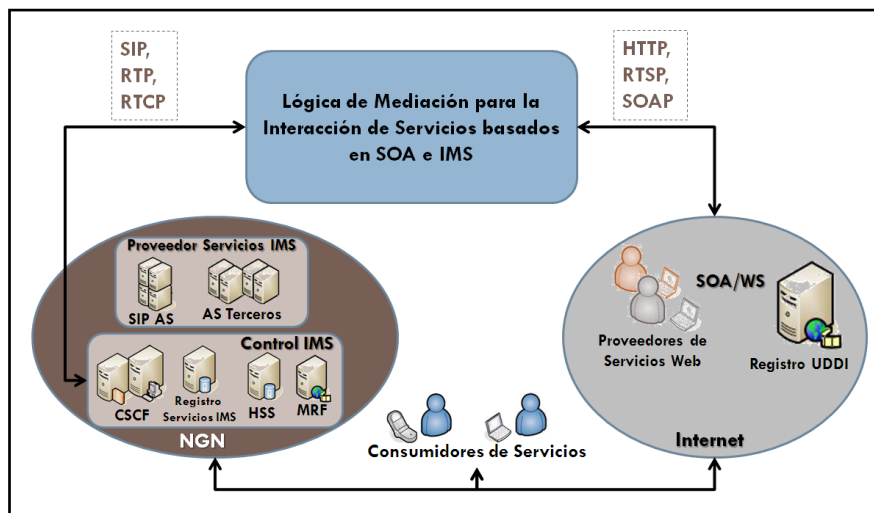 SIP,
RTP,
RTCP
Lógica de Mediación para la
Interacción de Servicios basados
en SOA e IMS
HTTP,
RTSP,
SOAP
Proveedor Servicios IMS
SIP AS
AS Terceros
Control IMS
CSCF
Registro
Servicios IMS
HSS
MRF
NGN
SOA/WS
Proveedores de
Servicios Web
Registro UDDI
Internet
Consumidores de Servicios